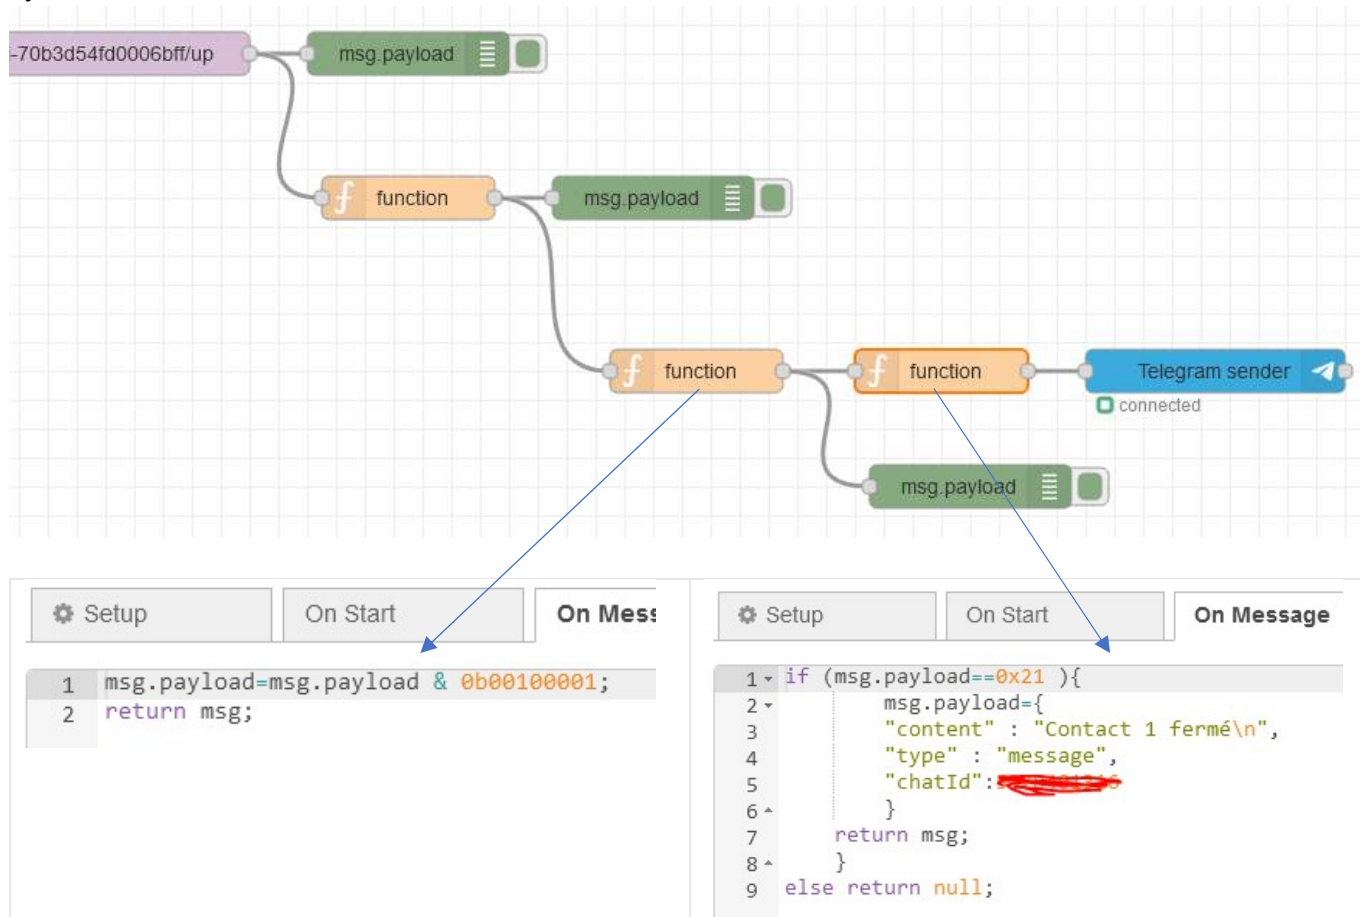 -70b3d54fd0006bff/up
msg.payload
function
msg.payload
function
function
Telegram sender
connected
msg.payload
Setup
On Start
On Mess
1 msg.payload=msg.payload & 0b00100001;
2 return msg;
Setup
On Start
On Message
1 if (msg.payload==0x21 ){
2 msg.payload={
3 "content" : "Contact 1 fermé\n",
4 "type" : "message",
5 "chatId":
6 }
7 return msg;
8 }
9 else return null;